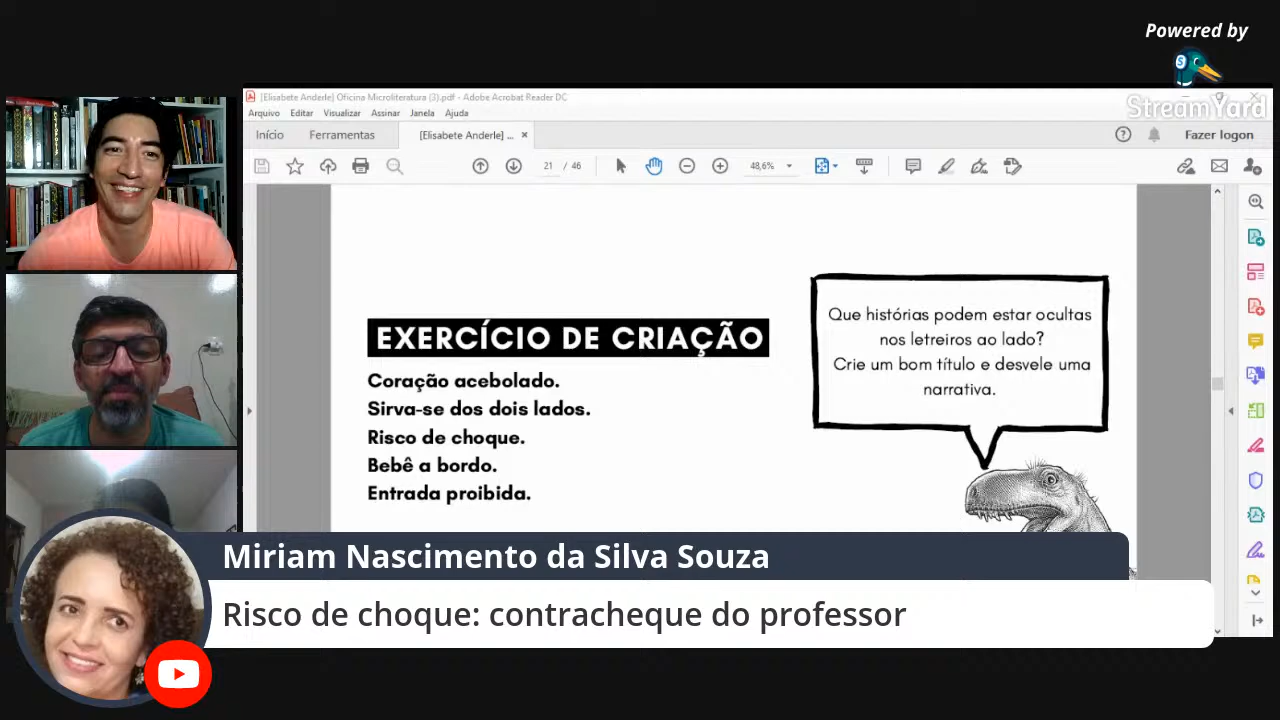 Powered by
StreamYard
[Elisabete Anderle] Oficina Microliteratura (3).pdf - Adobe Acrobat Reader DC
Arquivo Editar Visualizar Assinar Janela Ajuda
Início Ferramentas [Elisabete Anderle] ... × Fazer logon
21 / 46 48,6%
EXERCÍCIO DE CRIAÇÃO
Coração acebolado.
Sirva-se dos dois lados.
Risco de choque.
Bebê a bordo.
Entrada proibida.
Que histórias podem estar ocultas
nos letreiros ao lado?
Crie um bom título e desvele uma
narrativa.
Miriam Nascimento da Silva Souza
Risco de choque: contracheque do professor